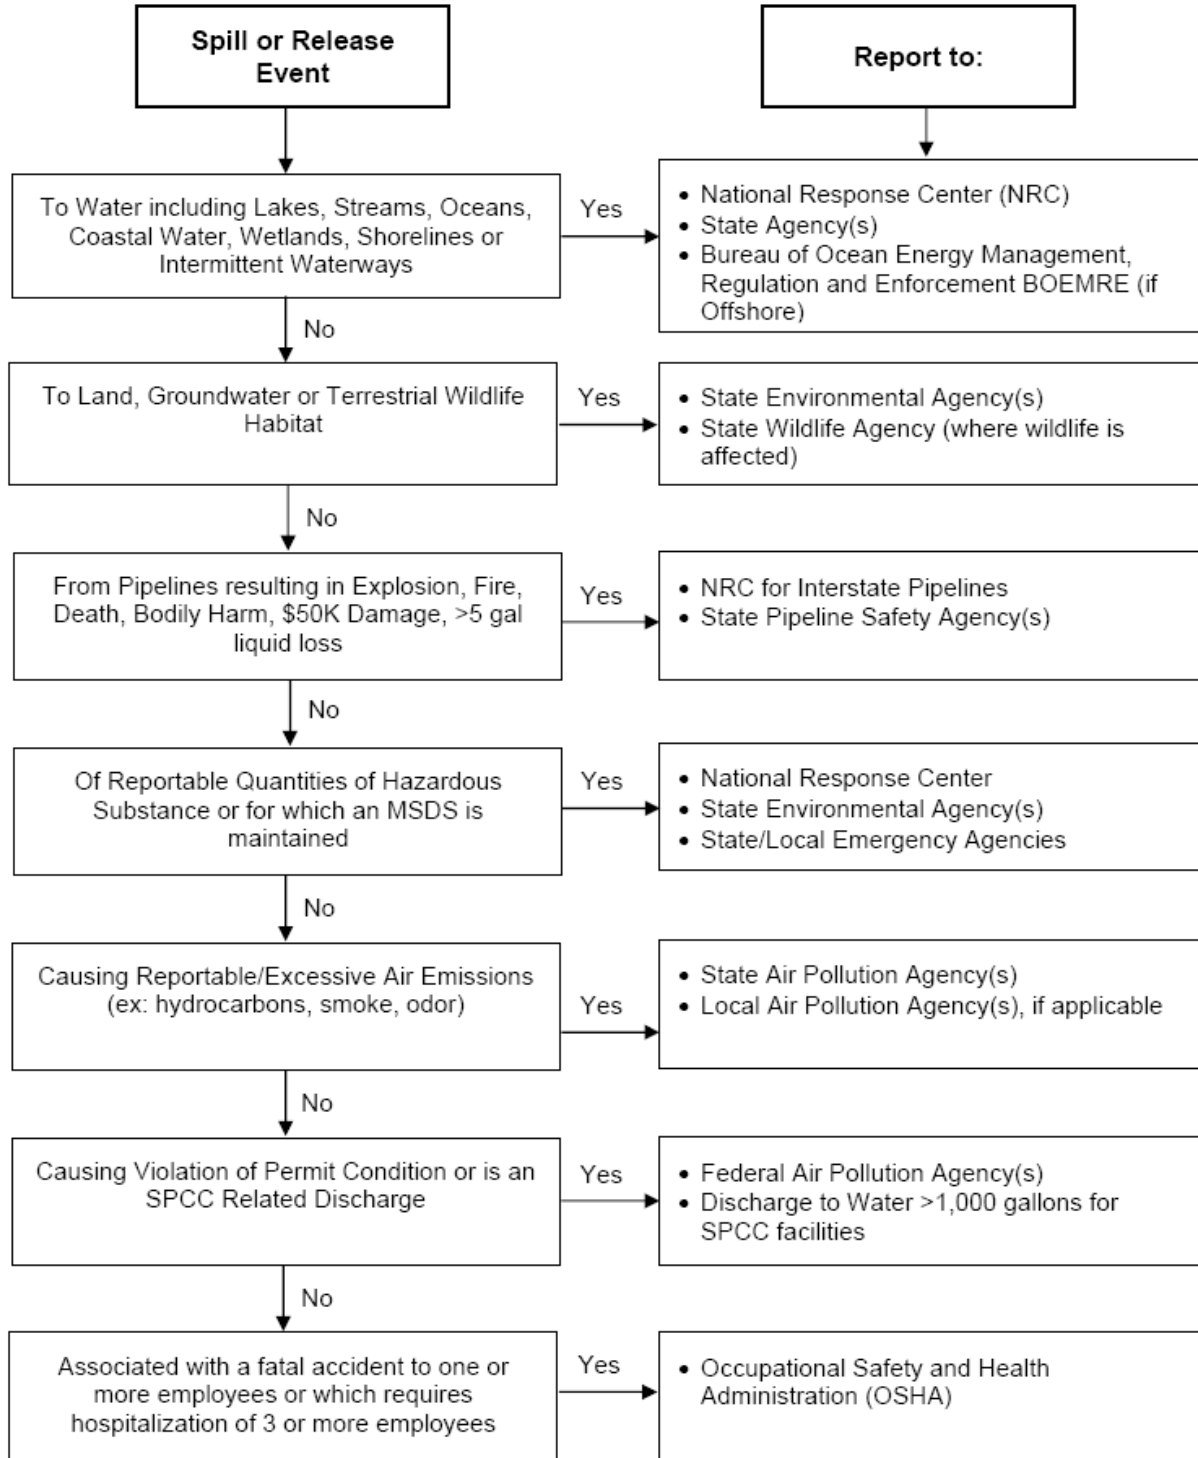 Spill or Release
Event
Report to:
To Water including Lakes, Streams, Oceans,
Coastal Water, Wetlands, Shorelines or
Intermittent Waterways
Yes
• National Response Center (NRC)
• State Agency(s)
• Bureau of Ocean Energy Management,
Regulation and Enforcement BOEMRE (if
Offshore)
No
To Land, Groundwater or Terrestrial Wildlife
Habitat
Yes
• State Environmental Agency(s)
• State Wildlife Agency (where wildlife is
affected)
No
From Pipelines resulting in Explosion, Fire,
Death, Bodily Harm, $50K Damage, >5 gal
liquid loss
Yes
• NRC for Interstate Pipelines
• State Pipeline Safety Agency(s)
No
Of Reportable Quantities of Hazardous
Substance or for which an MSDS is
maintained
Yes
• National Response Center
• State Environmental Agency(s)
• State/Local Emergency Agencies
No
Causing Reportable/Excessive Air Emissions
(ex: hydrocarbons, smoke, odor)
Yes
• State Air Pollution Agency(s)
• Local Air Pollution Agency(s), if applicable
No
Causing Violation of Permit Condition or is an
SPCC Related Discharge
Yes
• Federal Air Pollution Agency(s)
• Discharge to Water >1,000 gallons for
SPCC facilities
No
Associated with a fatal accident to one or
more employees or which requires
hospitalization of 3 or more employees
Yes
• Occupational Safety and Health
Administration (OSHA)